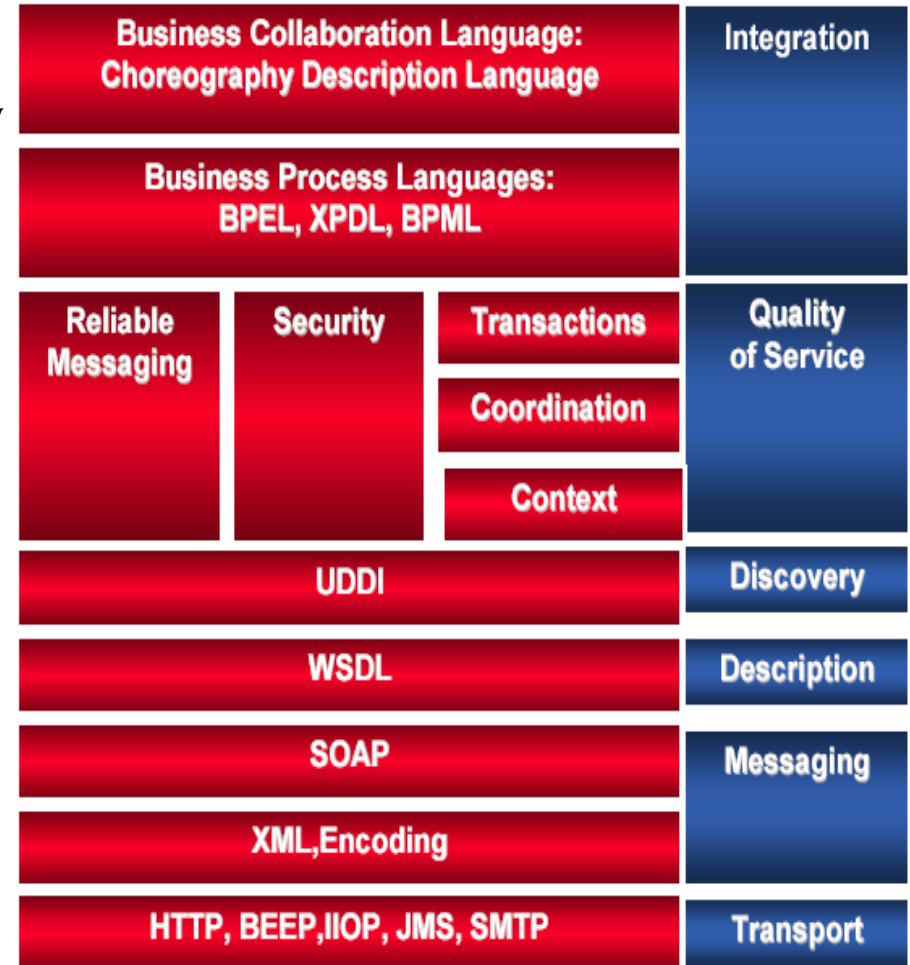 Business Collaboration Language:
Choreography Description Language
Integration
Business Process Languages:
BPEL, XPDL, BPML
Reliable
Messaging
Security
Transactions
Coordination
Context
Quality
of Service
UDDI
Discovery
WSDL
Description
SOAP
Messaging
XML,Encoding
HTTP, BEEP,IIOP, JMS, SMTP
Transport